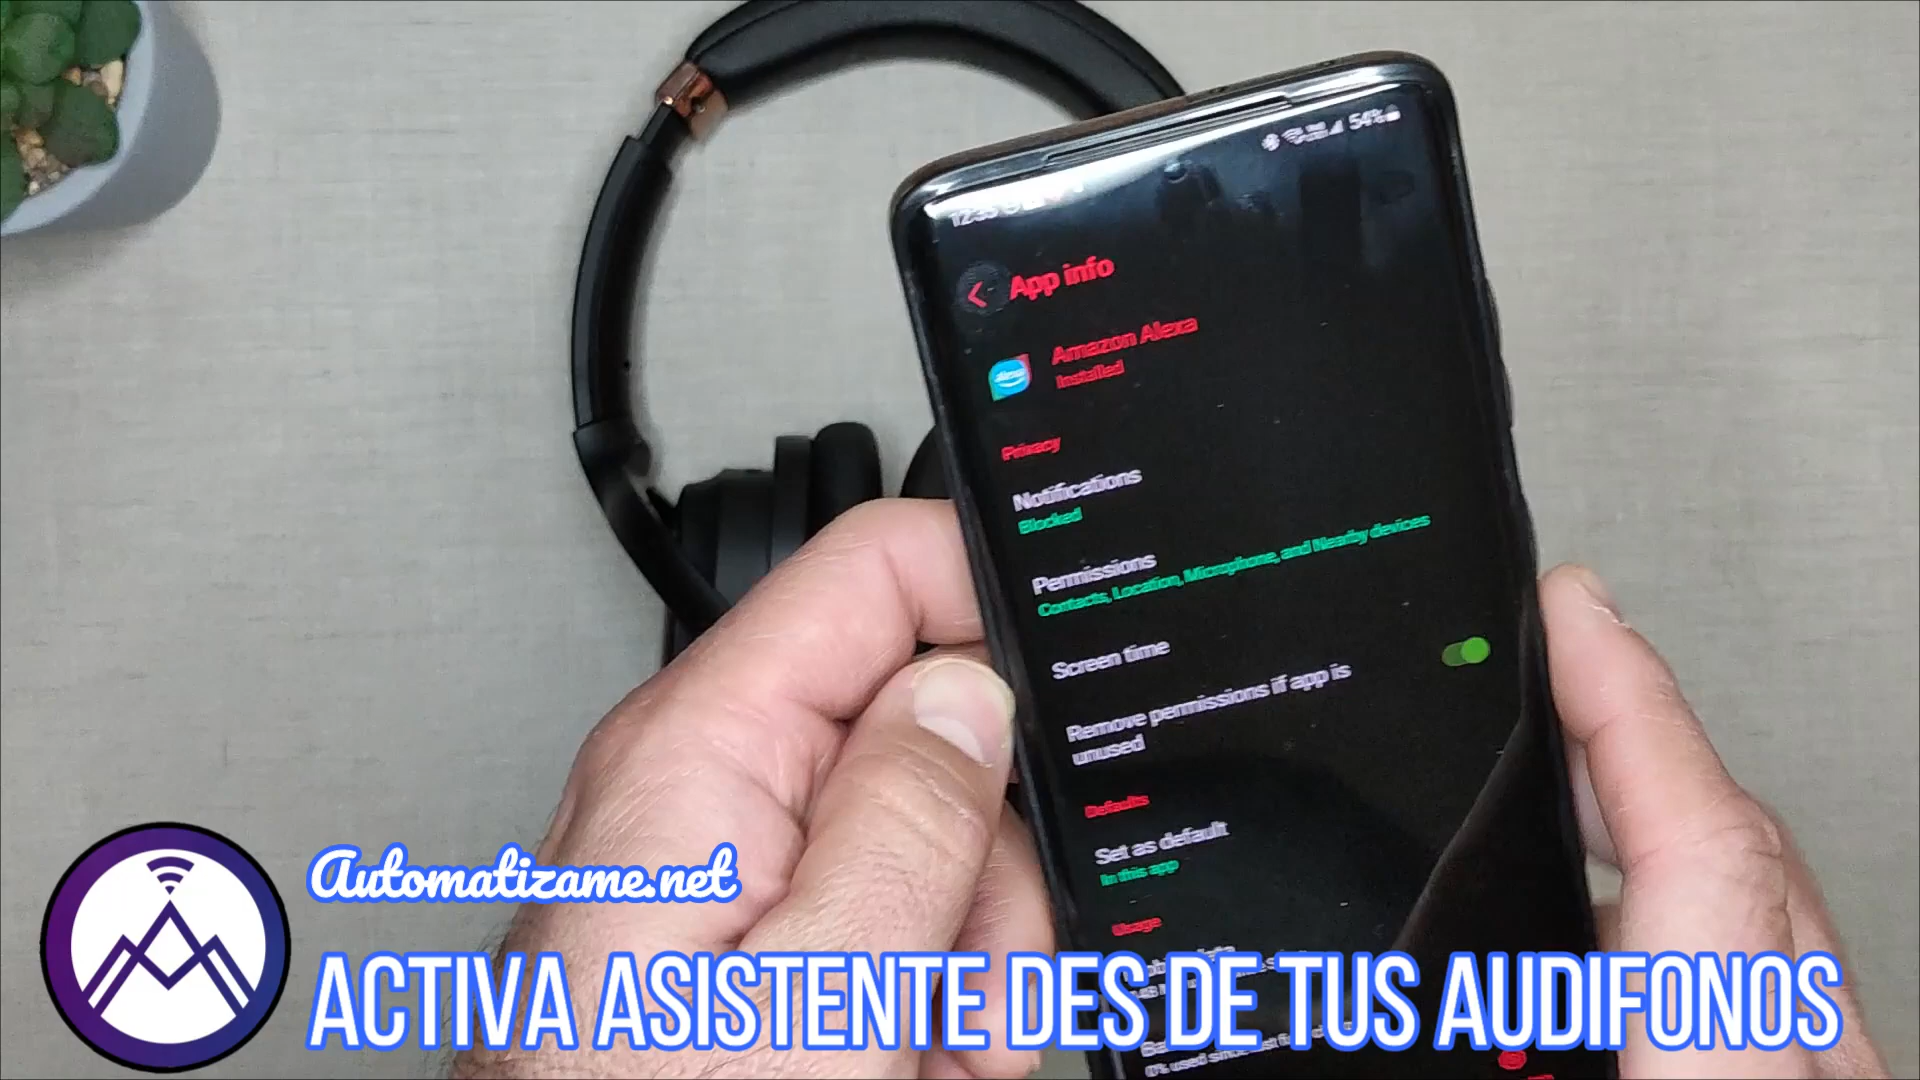 54%
App info
Amazon Alexa
Installed
alexa
Privacy
Notifications
Blocked
Permissions
Contacts, Location, Microphone, and Nearby devices
Screen time
Remove permissions if app is
unused
Defaults
Set as default
In this app
Usage
Automatizame.net
ACTIVA ASISTENTE DES DE TUS AUDIFONOS